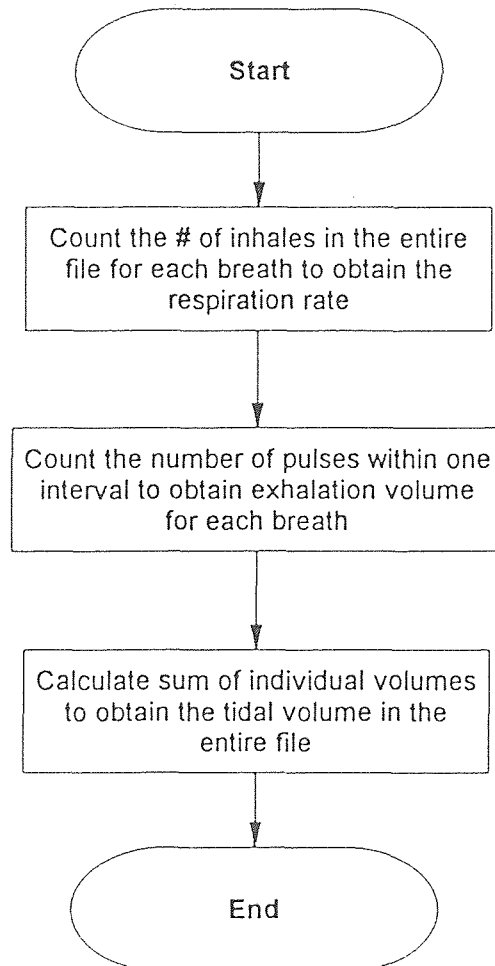 Start
Count the # of inhales in the entire
file for each breath to obtain the
respiration rate
Count the number of pulses within one
interval to obtain exhalation volume
for each breath
Calculate sum of individual volumes
to obtain the tidal volume in the
entire file
End